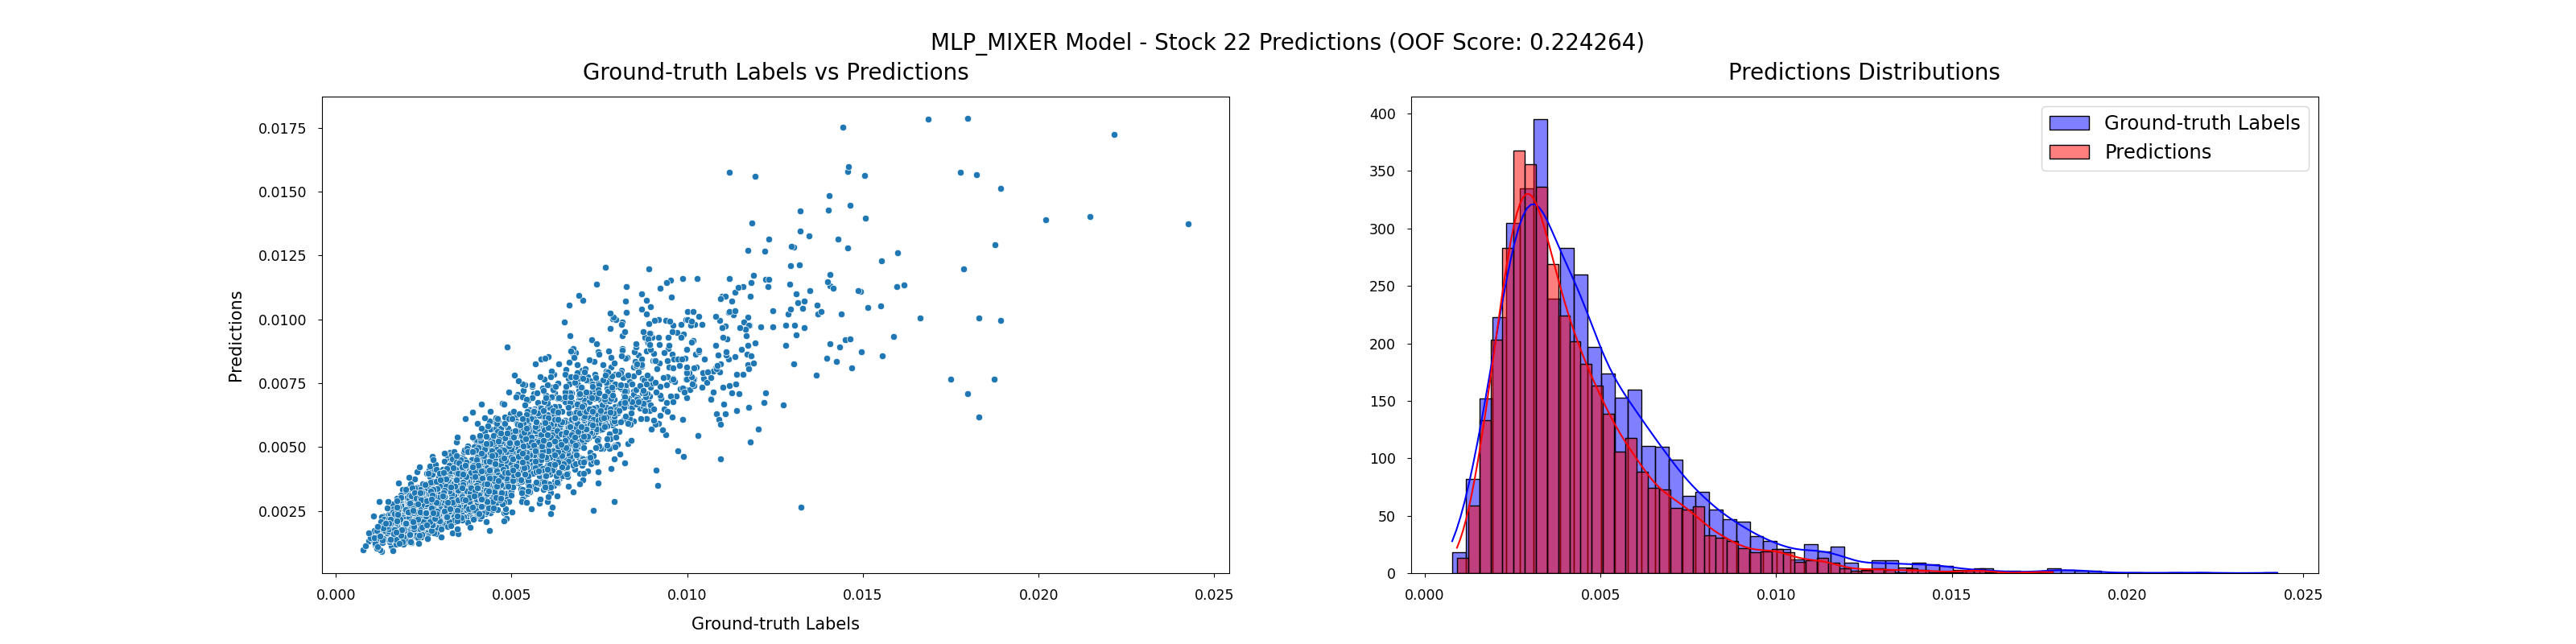 MLP_MIXER Model - Stock 22 Predictions (OOF Score: 0.224264)
Ground-truth Labels vs Predictions
Predictions
0.0175
0.0150
0.0125
0.0100
0.0075
0.0050
0.0025
0.000 0.005 0.010 0.015 0.020 0.025
Ground-truth Labels
Predictions Distributions
Ground-truth Labels
Predictions
400
350
300
250
200
150
100
50
0
0.000 0.005 0.010 0.015 0.020 0.025